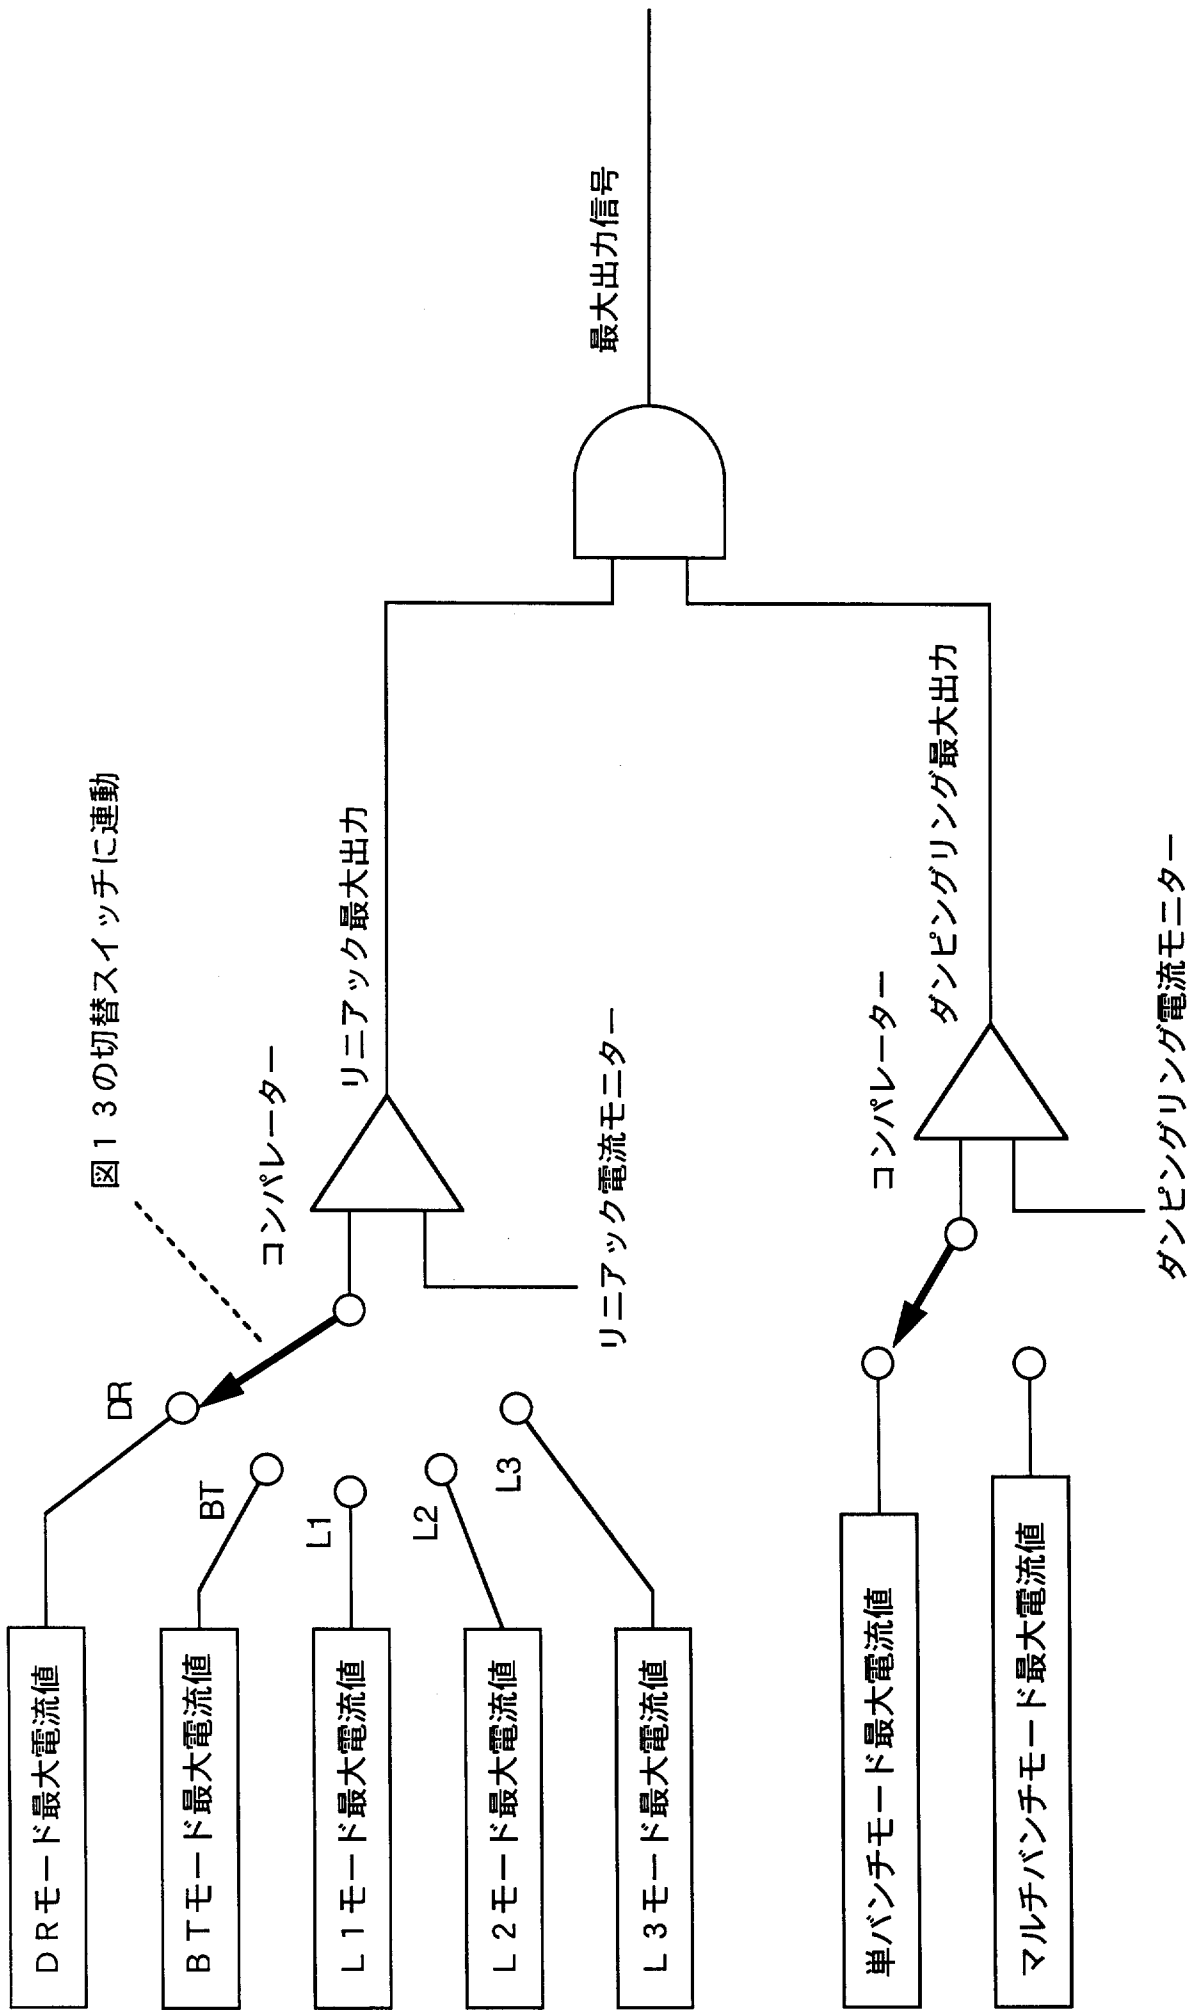 図13の切替スイッチに連動
DRモード最大電流値
DR
BTモード最大電流値
BT
コンパレーター
L1モード最大電流値
L1
リニアック最大出力
L2モード最大電流値
L2
L3モード最大電流値
L3
リニアック電流モニター
最大出力信号
単バンチモード最大電流値
コンパレーター
ダンピングリング最大出力
マルチバンチモード最大電流値
ダンピングリング電流モニター